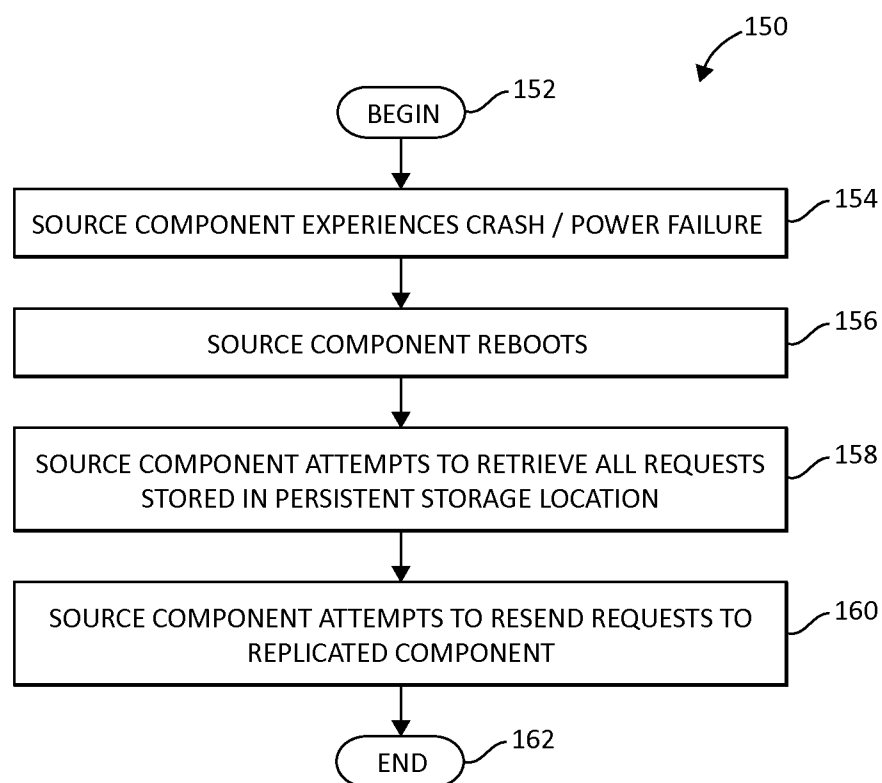 150
BEGIN
152
SOURCE COMPONENT EXPERIENCES CRASH / POWER FAILURE
154
SOURCE COMPONENT REBOOTS
156
SOURCE COMPONENT ATTEMPTS TO RETRIEVE ALL REQUESTS
STORED IN PERSISTENT STORAGE LOCATION
158
SOURCE COMPONENT ATTEMPTS TO RESEND REQUESTS TO
REPLICATED COMPONENT
160
END
162